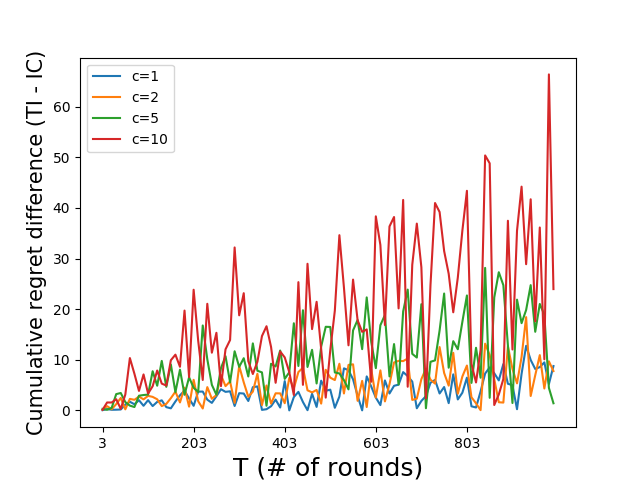 Cumulative regret difference (TI - IC)
60
50
40
30
20
10
0
c=1
c=2
c=5
c=10
3 203 403 603 803
T (# of rounds)